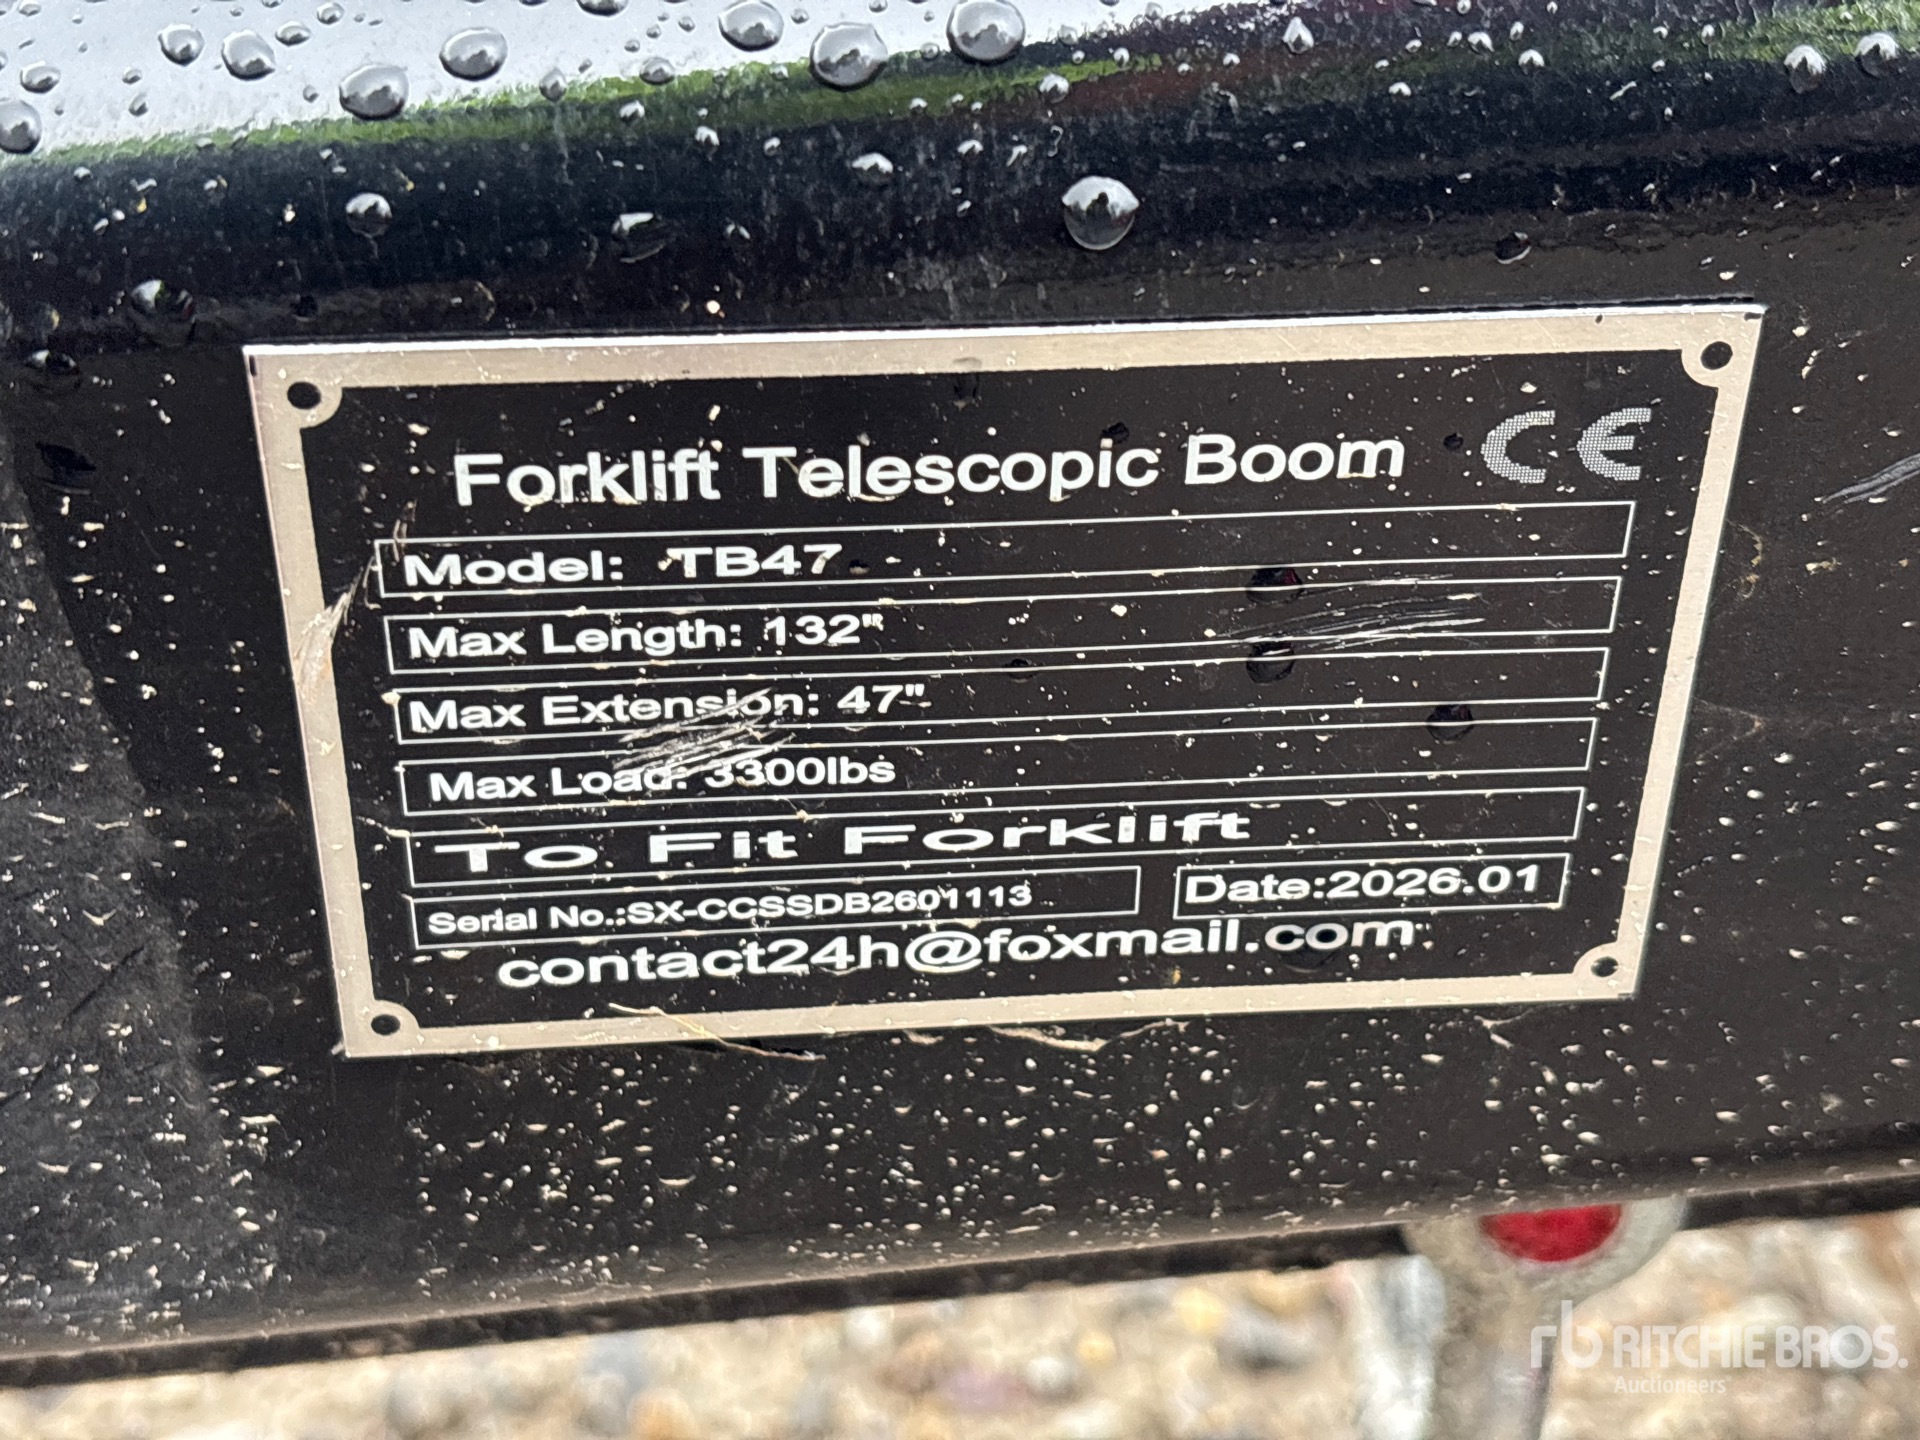 Forklift Telescopic Boom CE
Model: TB47
Max Length: 132"
Max Extension: 47"
Max Load: 3300lbs
To Fit Forklift
Serial No.:SX-CCSSDB2601113 Date:2026.01
contact24h@foxmail.com
rb RITCHIE BROS.
Auctioneers